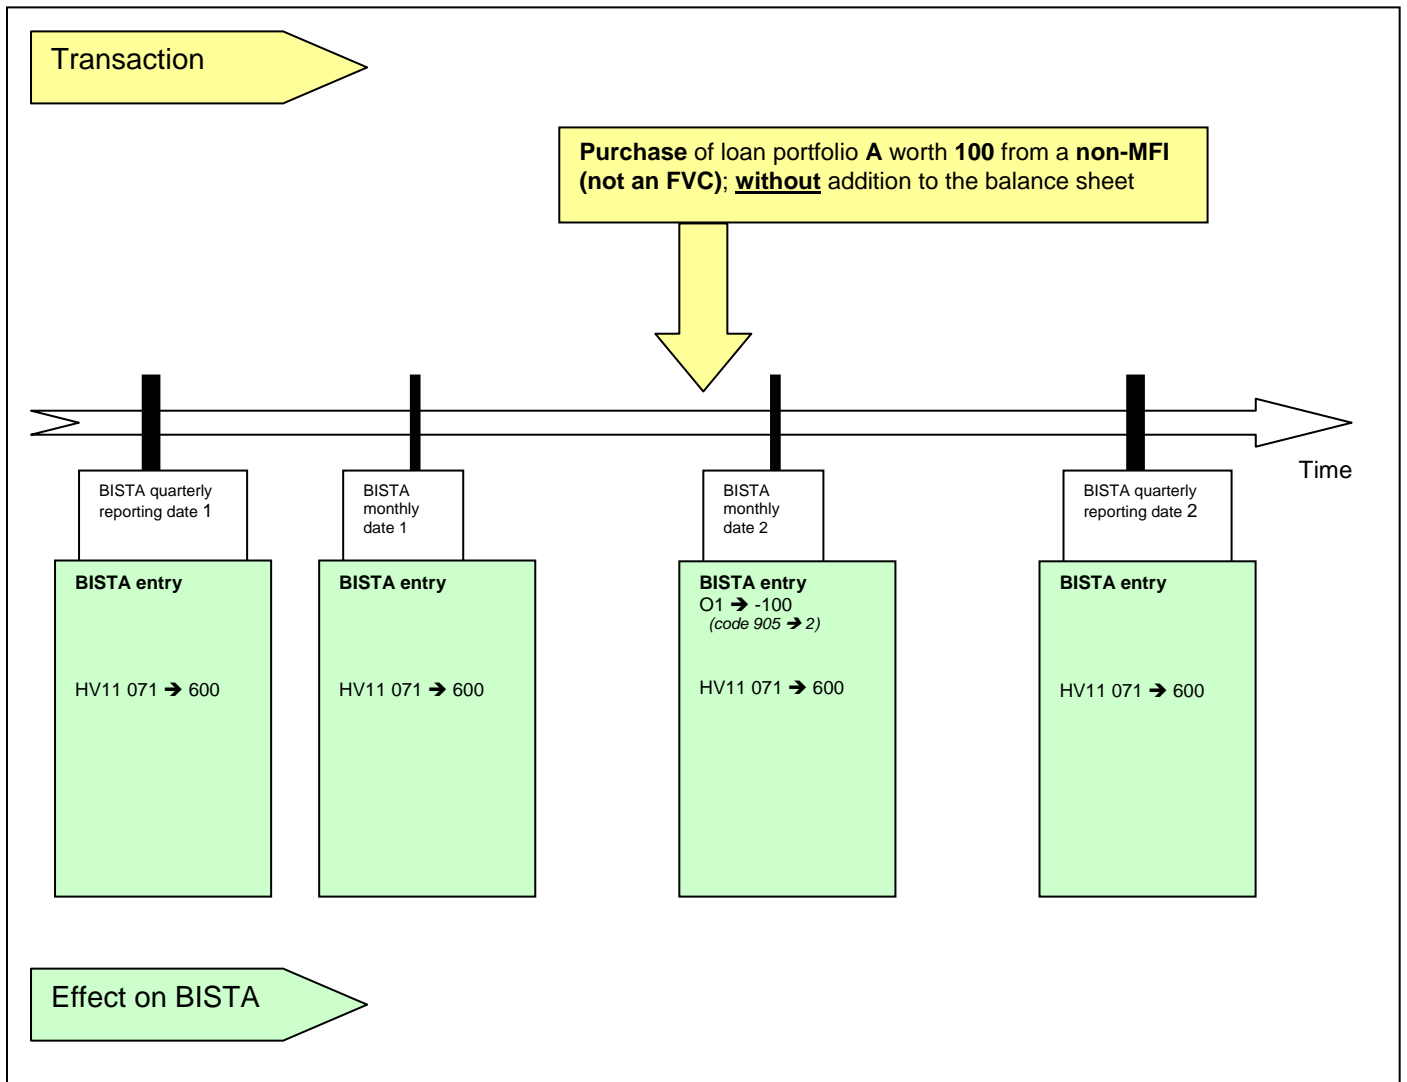 Transaction
Purchase of loan portfolio A worth 100 from a non-MFI
(not an FVC); without addition to the balance sheet
Time
BISTA quarterly
reporting date 1
BISTA
monthly
date 1
BISTA
monthly
date 2
BISTA quarterly
reporting date 2
BISTA entry
HV11 071 ➔ 600
BISTA entry
HV11 071 ➔ 600
BISTA entry
O1 ➔ -100
(code 905 ➔ 2)
HV11 071 ➔ 600
BISTA entry
HV11 071 ➔ 600
Effect on BISTA